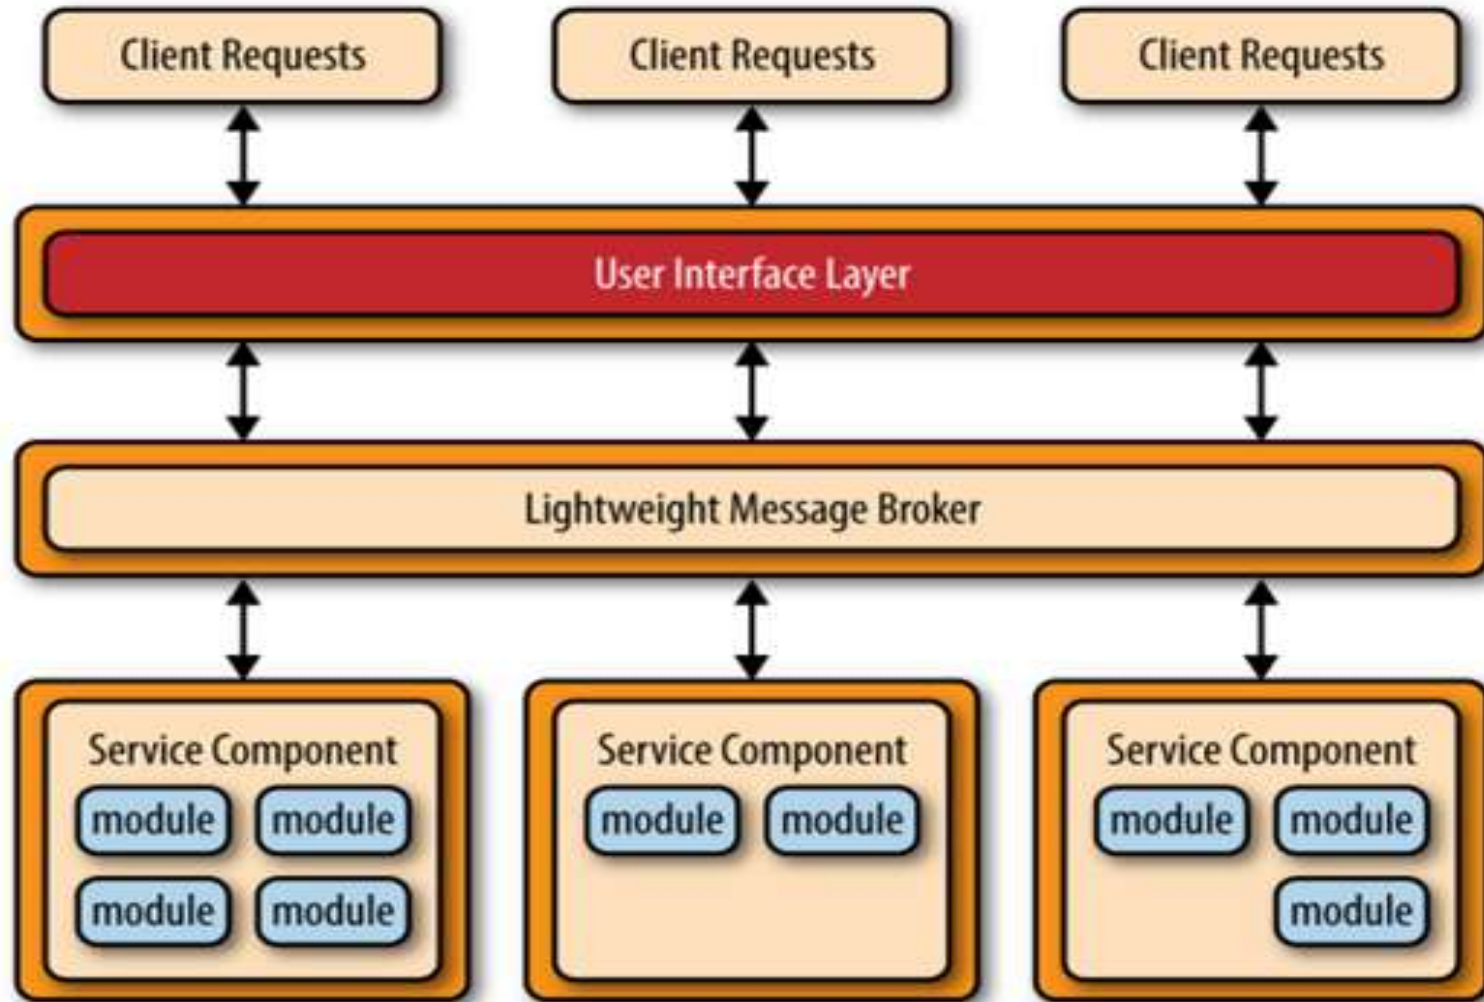 Client Requests
Client Requests
Client Requests
User Interface Layer
Lightweight Message Broker
Service Component
module module
module module
Service Component
module module
Service Component
module module
module